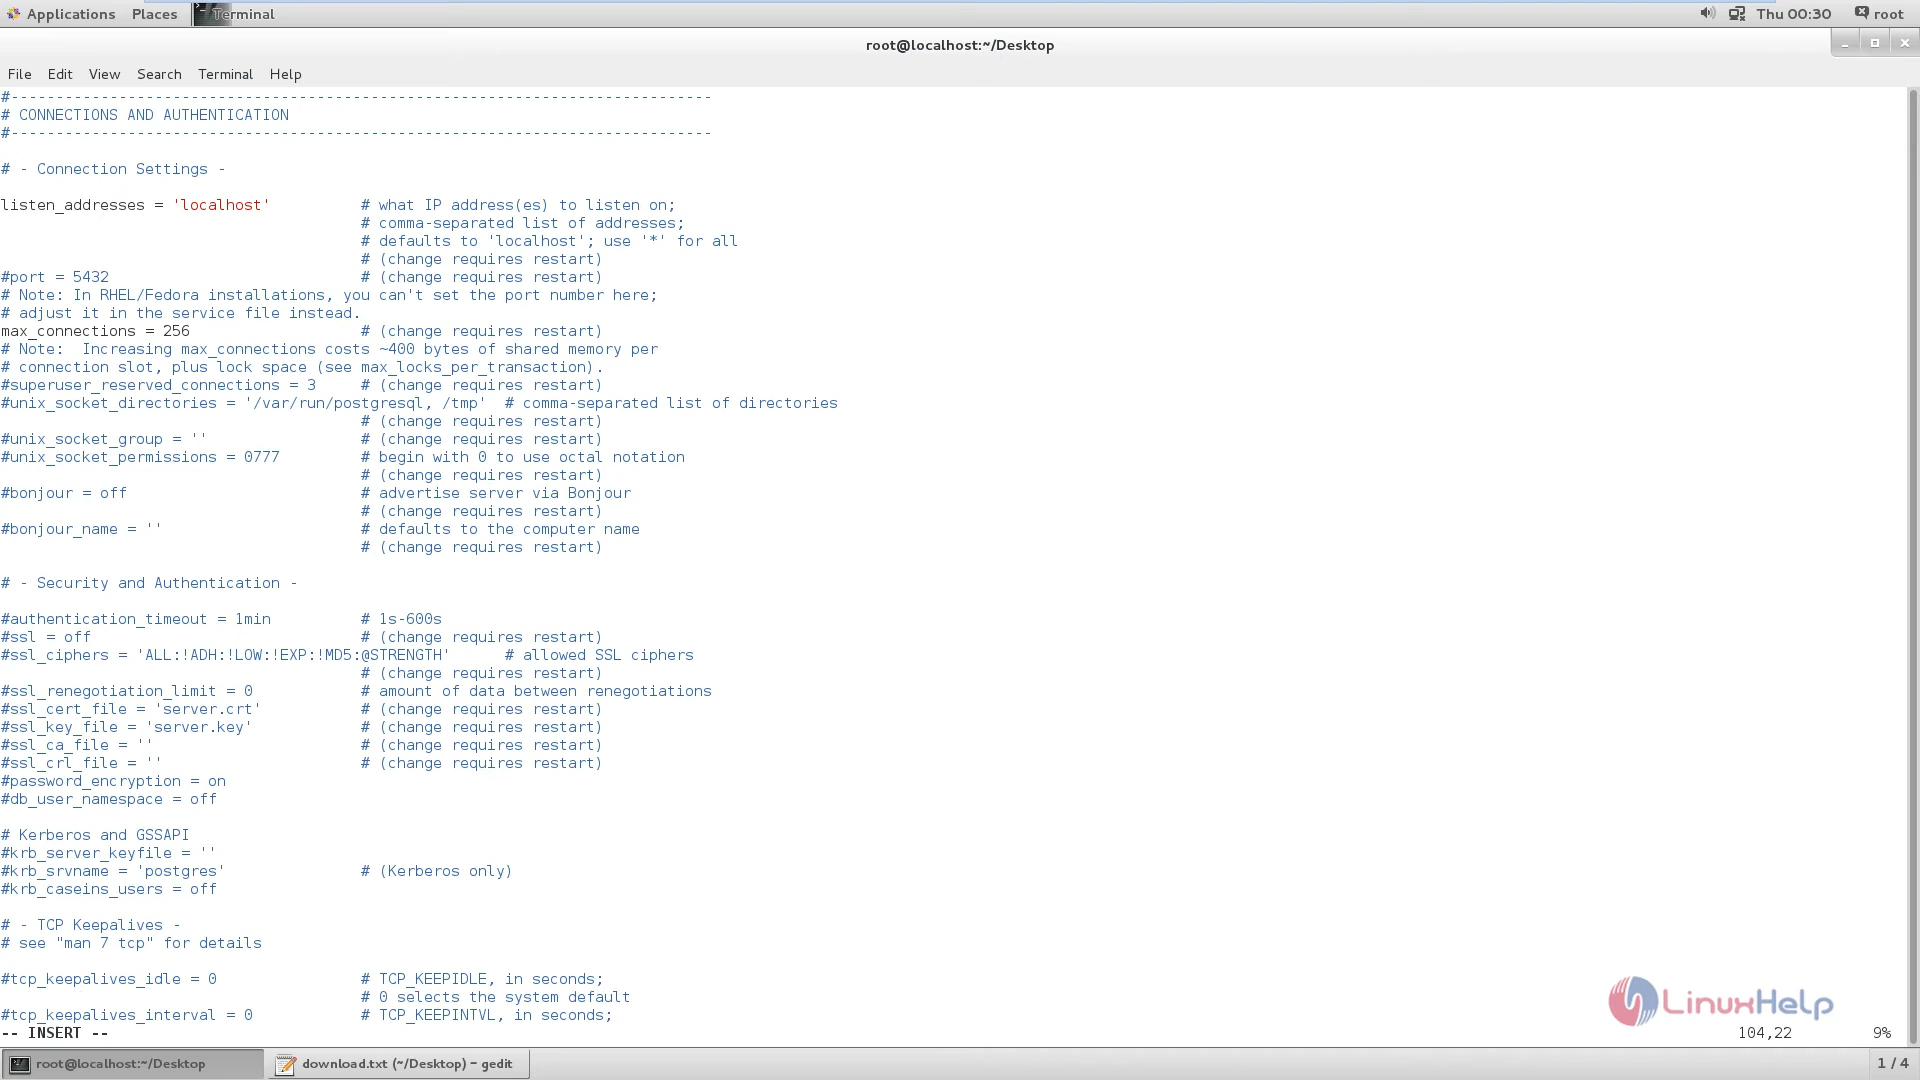 Applications Places Terminal Thu 00:30 root
root@localhost:~/Desktop
File Edit View Search Terminal Help
#------------------------------------------------------------------------------
# CONNECTIONS AND AUTHENTICATION
#------------------------------------------------------------------------------
# - Connection Settings -
listen_addresses = 'localhost' # what IP address(es) to listen on;
# comma-separated list of addresses;
# defaults to 'localhost'; use '*' for all
# (change requires restart)
#port = 5432 # (change requires restart)
# Note: In RHEL/Fedora installations, you can't set the port number here;
# adjust it in the service file instead.
max_connections = 256 # (change requires restart)
# Note:  Increasing max_connections costs ~400 bytes of shared memory per
# connection slot, plus lock space (see max_locks_per_transaction).
#superuser_reserved_connections = 3 # (change requires restart)
#unix_socket_directories = '/var/run/postgresql, /tmp' # comma-separated list of directories
# (change requires restart)
#unix_socket_group = '' # (change requires restart)
#unix_socket_permissions = 0777 # begin with 0 to use octal notation
# (change requires restart)
#bonjour = off # advertise server via Bonjour
# (change requires restart)
#bonjour_name = '' # defaults to the computer name
# (change requires restart)
# - Security and Authentication -
#authentication_timeout = 1min # 1s-600s
#ssl = off # (change requires restart)
#ssl_ciphers = 'ALL:!ADH:!LOW:!EXP:!MD5:@STRENGTH' # allowed SSL ciphers
# (change requires restart)
#ssl_renegotiation_limit = 0 # amount of data between renegotiations
#ssl_cert_file = 'server.crt' # (change requires restart)
#ssl_key_file = 'server.key' # (change requires restart)
#ssl_ca_file = '' # (change requires restart)
#ssl_crl_file = '' # (change requires restart)
#password_encryption = on
#db_user_namespace = off
# Kerberos and GSSAPI
#krb_server_keyfile = ''
#krb_srvname = 'postgres' # (Kerberos only)
#krb_caseins_users = off
# - TCP Keepalives -
# see "man 7 tcp" for details
#tcp_keepalives_idle = 0 # TCP_KEEPIDLE, in seconds;
# 0 selects the system default
#tcp_keepalives_interval = 0 # TCP_KEEPINTVL, in seconds;
LinuxHelp
-- INSERT -- 104,22 9%
root@localhost:~/Desktop download.txt (~/Desktop) - gedit 1 / 4